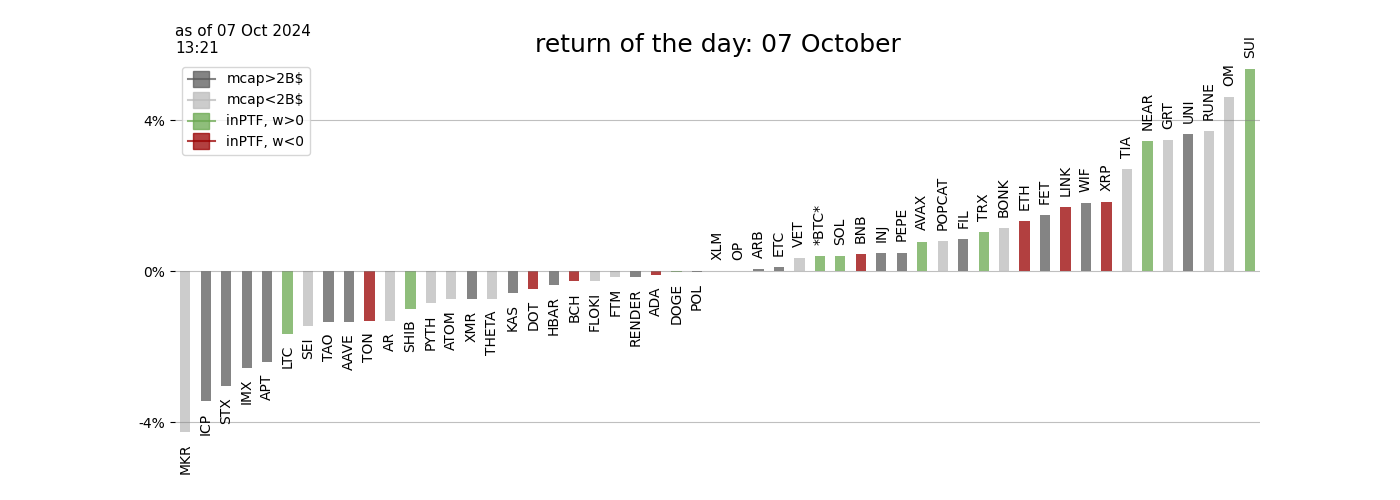 as of 07 Oct 2024
13:21
return of the day: 07 October
mcap>2B$
mcap<2B$
inPTF, w>0
inPTF, w<0
4%
0%
-4%
MKR
ICP
STX
IMX
APT
LTC
SEI
TAO
AAVE
TON
AR
SHIB
PYTH
ATOM
XMR
THETA
KAS
DOT
HBAR
BCH
FLOKI
FTM
RENDER
ADA
DOGE
POL
XLM
OP
ARB
ETC
VET
*BTC*
SOL
BNB
INJ
PEPE
AVAX
POPCAT
FIL
TRX
BONK
ETH
FET
LINK
WIF
XRP
TIA
NEAR
GRT
UNI
RUNE
OM
SUI